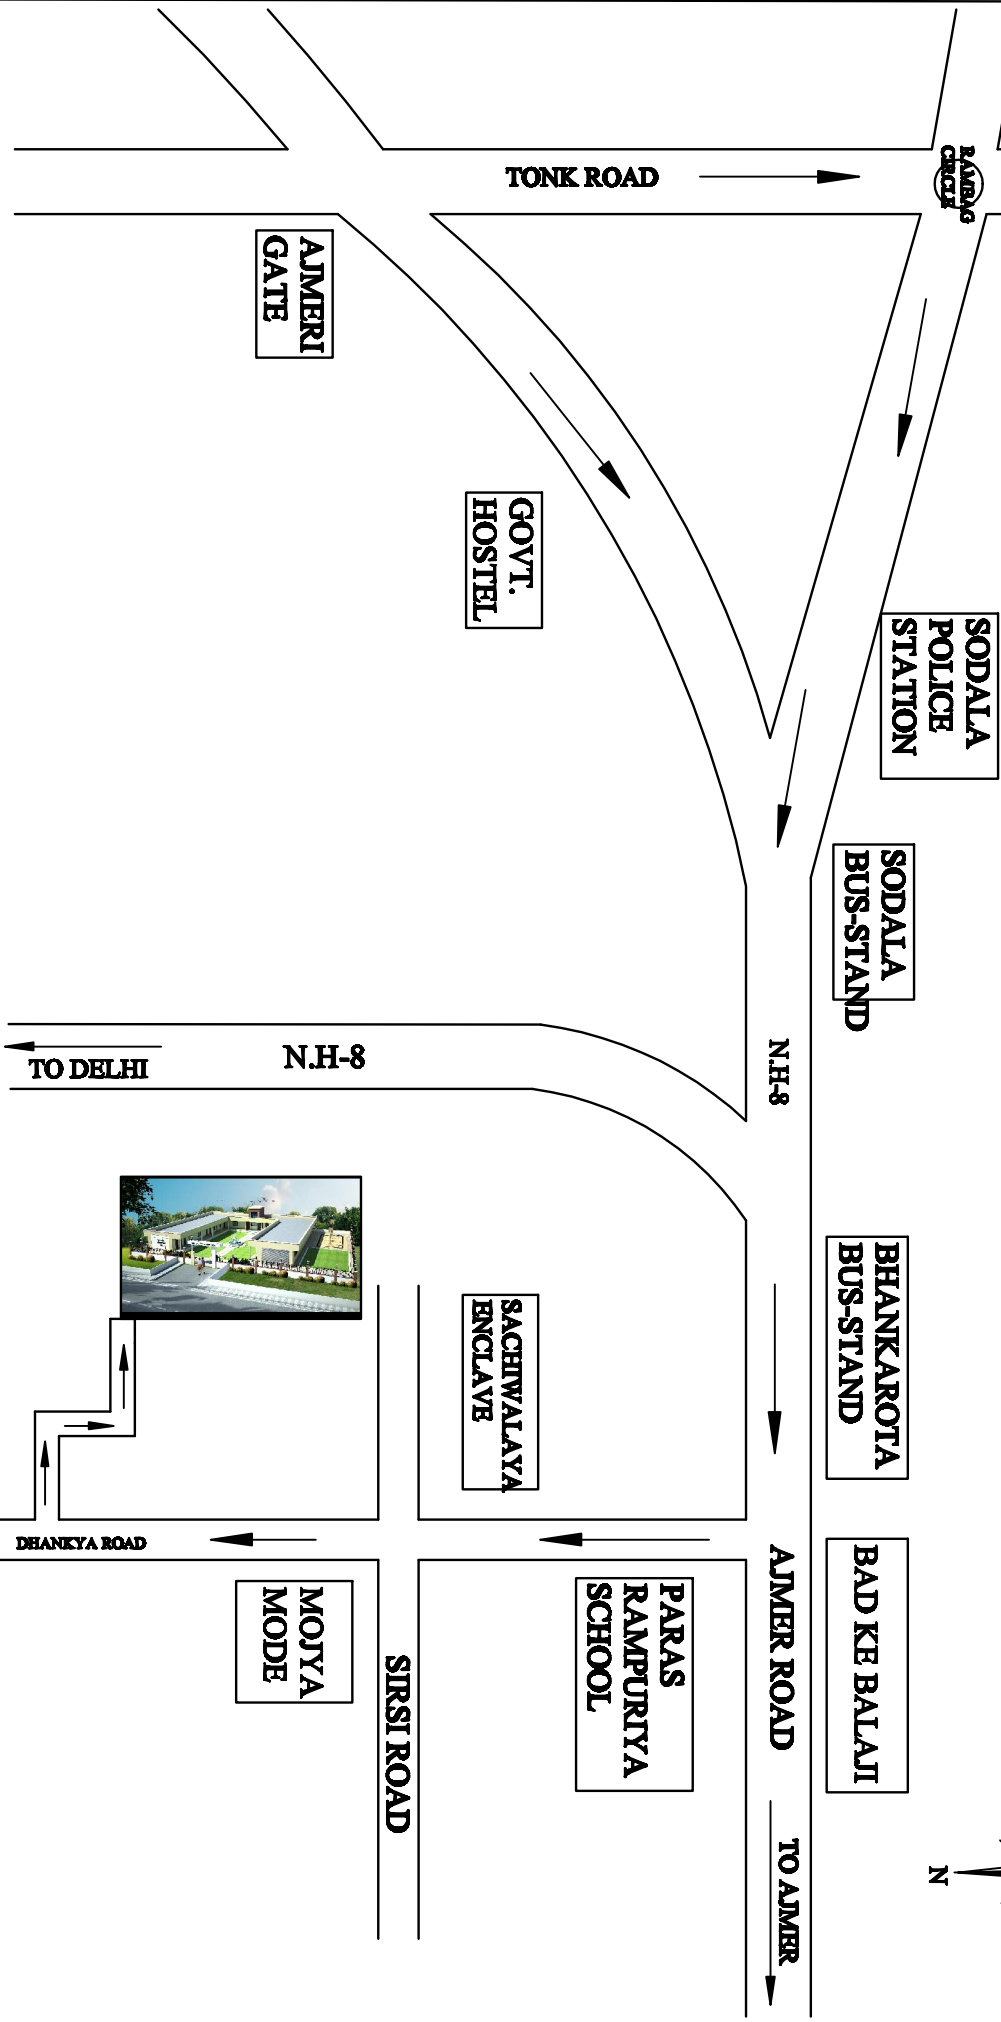 TONK ROAD
RAMBAG
CIRCLE
AJMERI
GATE
GOVT.
HOSTEL
SODALA
POLICE
STATION
SODALA
BUS-STAND
N.H-8
N.H-8
TO DELHI
BHANKAROTA
BUS-STAND
SACHIWALAYA
ENCLAVE
DHANKYA ROAD
BAD KE BALAJI
AJMER ROAD
PARAS
RAMPURIYA
SCHOOL
MOJYA
MODE
SIRSI ROAD
TO AJMER
N